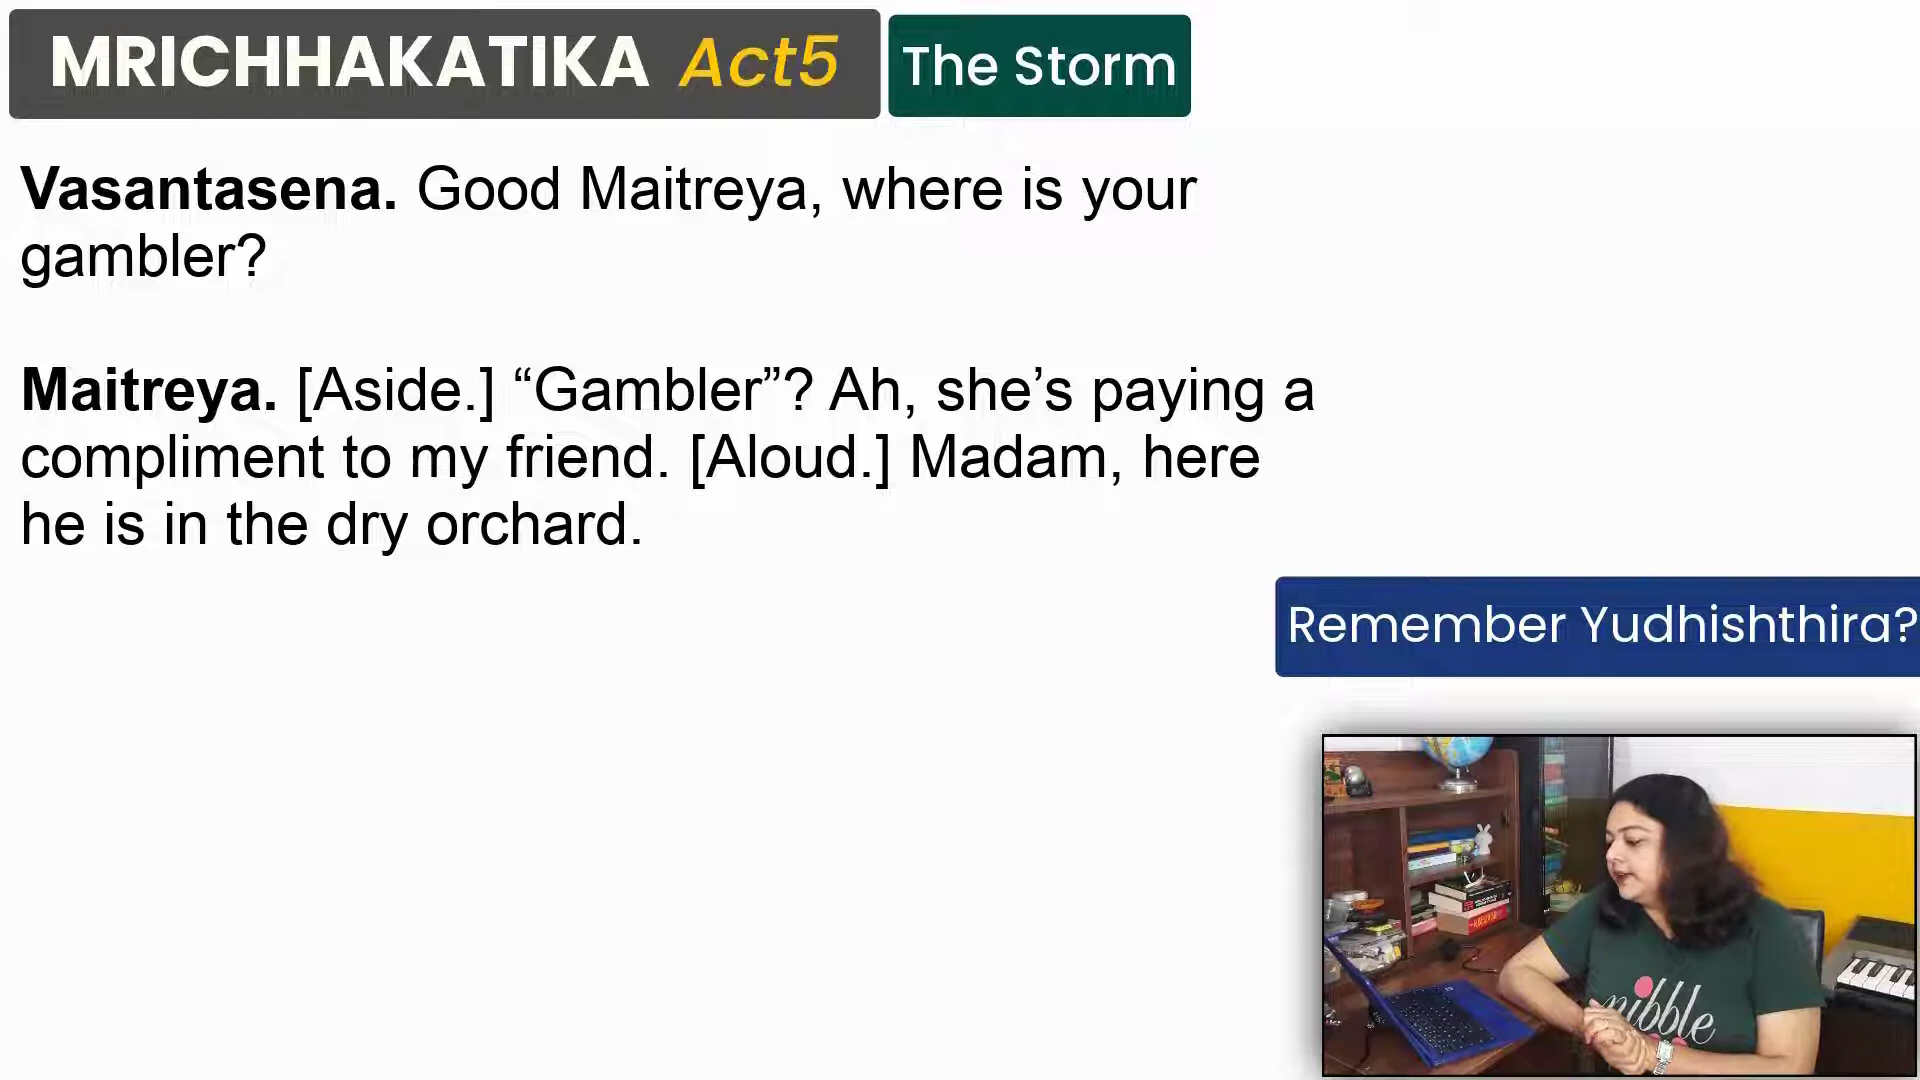 MRICHHAKATIKA Act5
The Storm
Vasantasena. Good Maitreya, where is your
gambler?
Maitreya. [Aside.] “Gambler”? Ah, she’s paying a
compliment to my friend. [Aloud.] Madam, here
he is in the dry orchard.
Remember Yudhishthira?
nibble